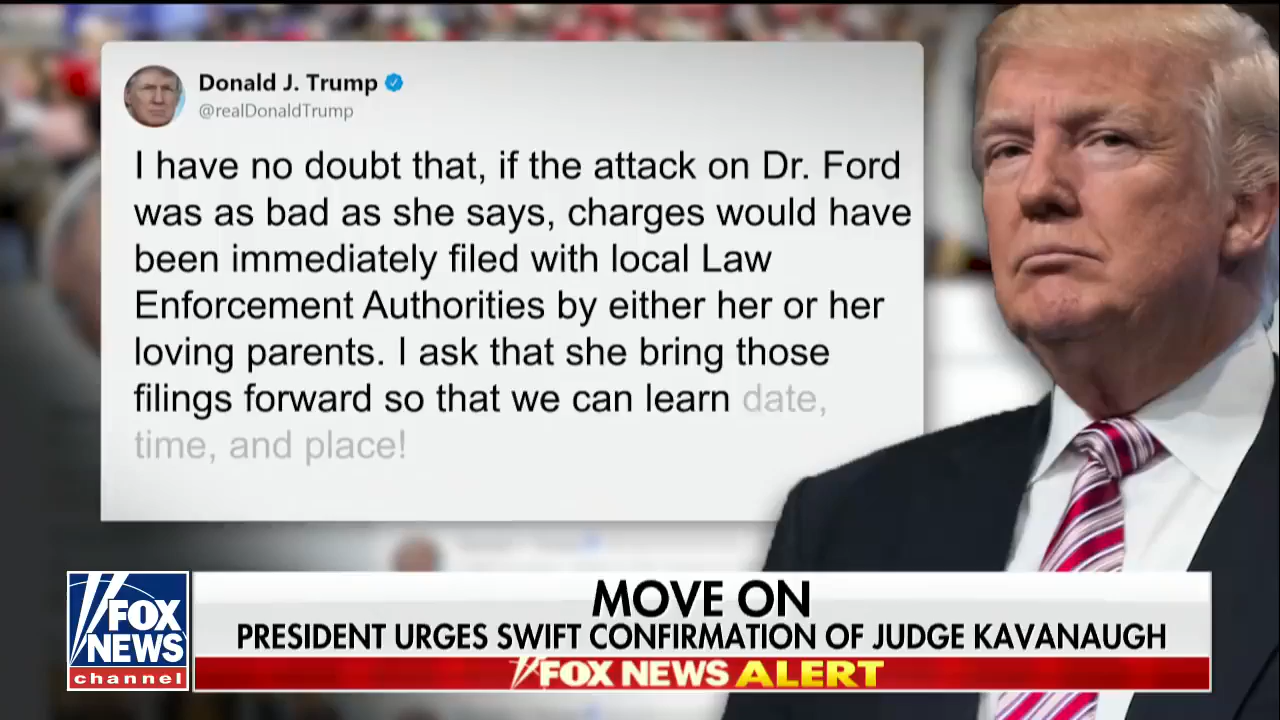 Donald J. Trump
@realDonaldTrump
I have no doubt that, if the attack on Dr. Ford
was as bad as she says, charges would have
been immediately filed with local Law
Enforcement Authorities by either her or her
loving parents. I ask that she bring those
filings forward so that we can learn date,
time, and place!
MOVE ON
PRESIDENT URGES SWIFT CONFIRMATION OF JUDGE KAVANAUGH
FOX NEWS ALERT
FOX
NEWS
channel